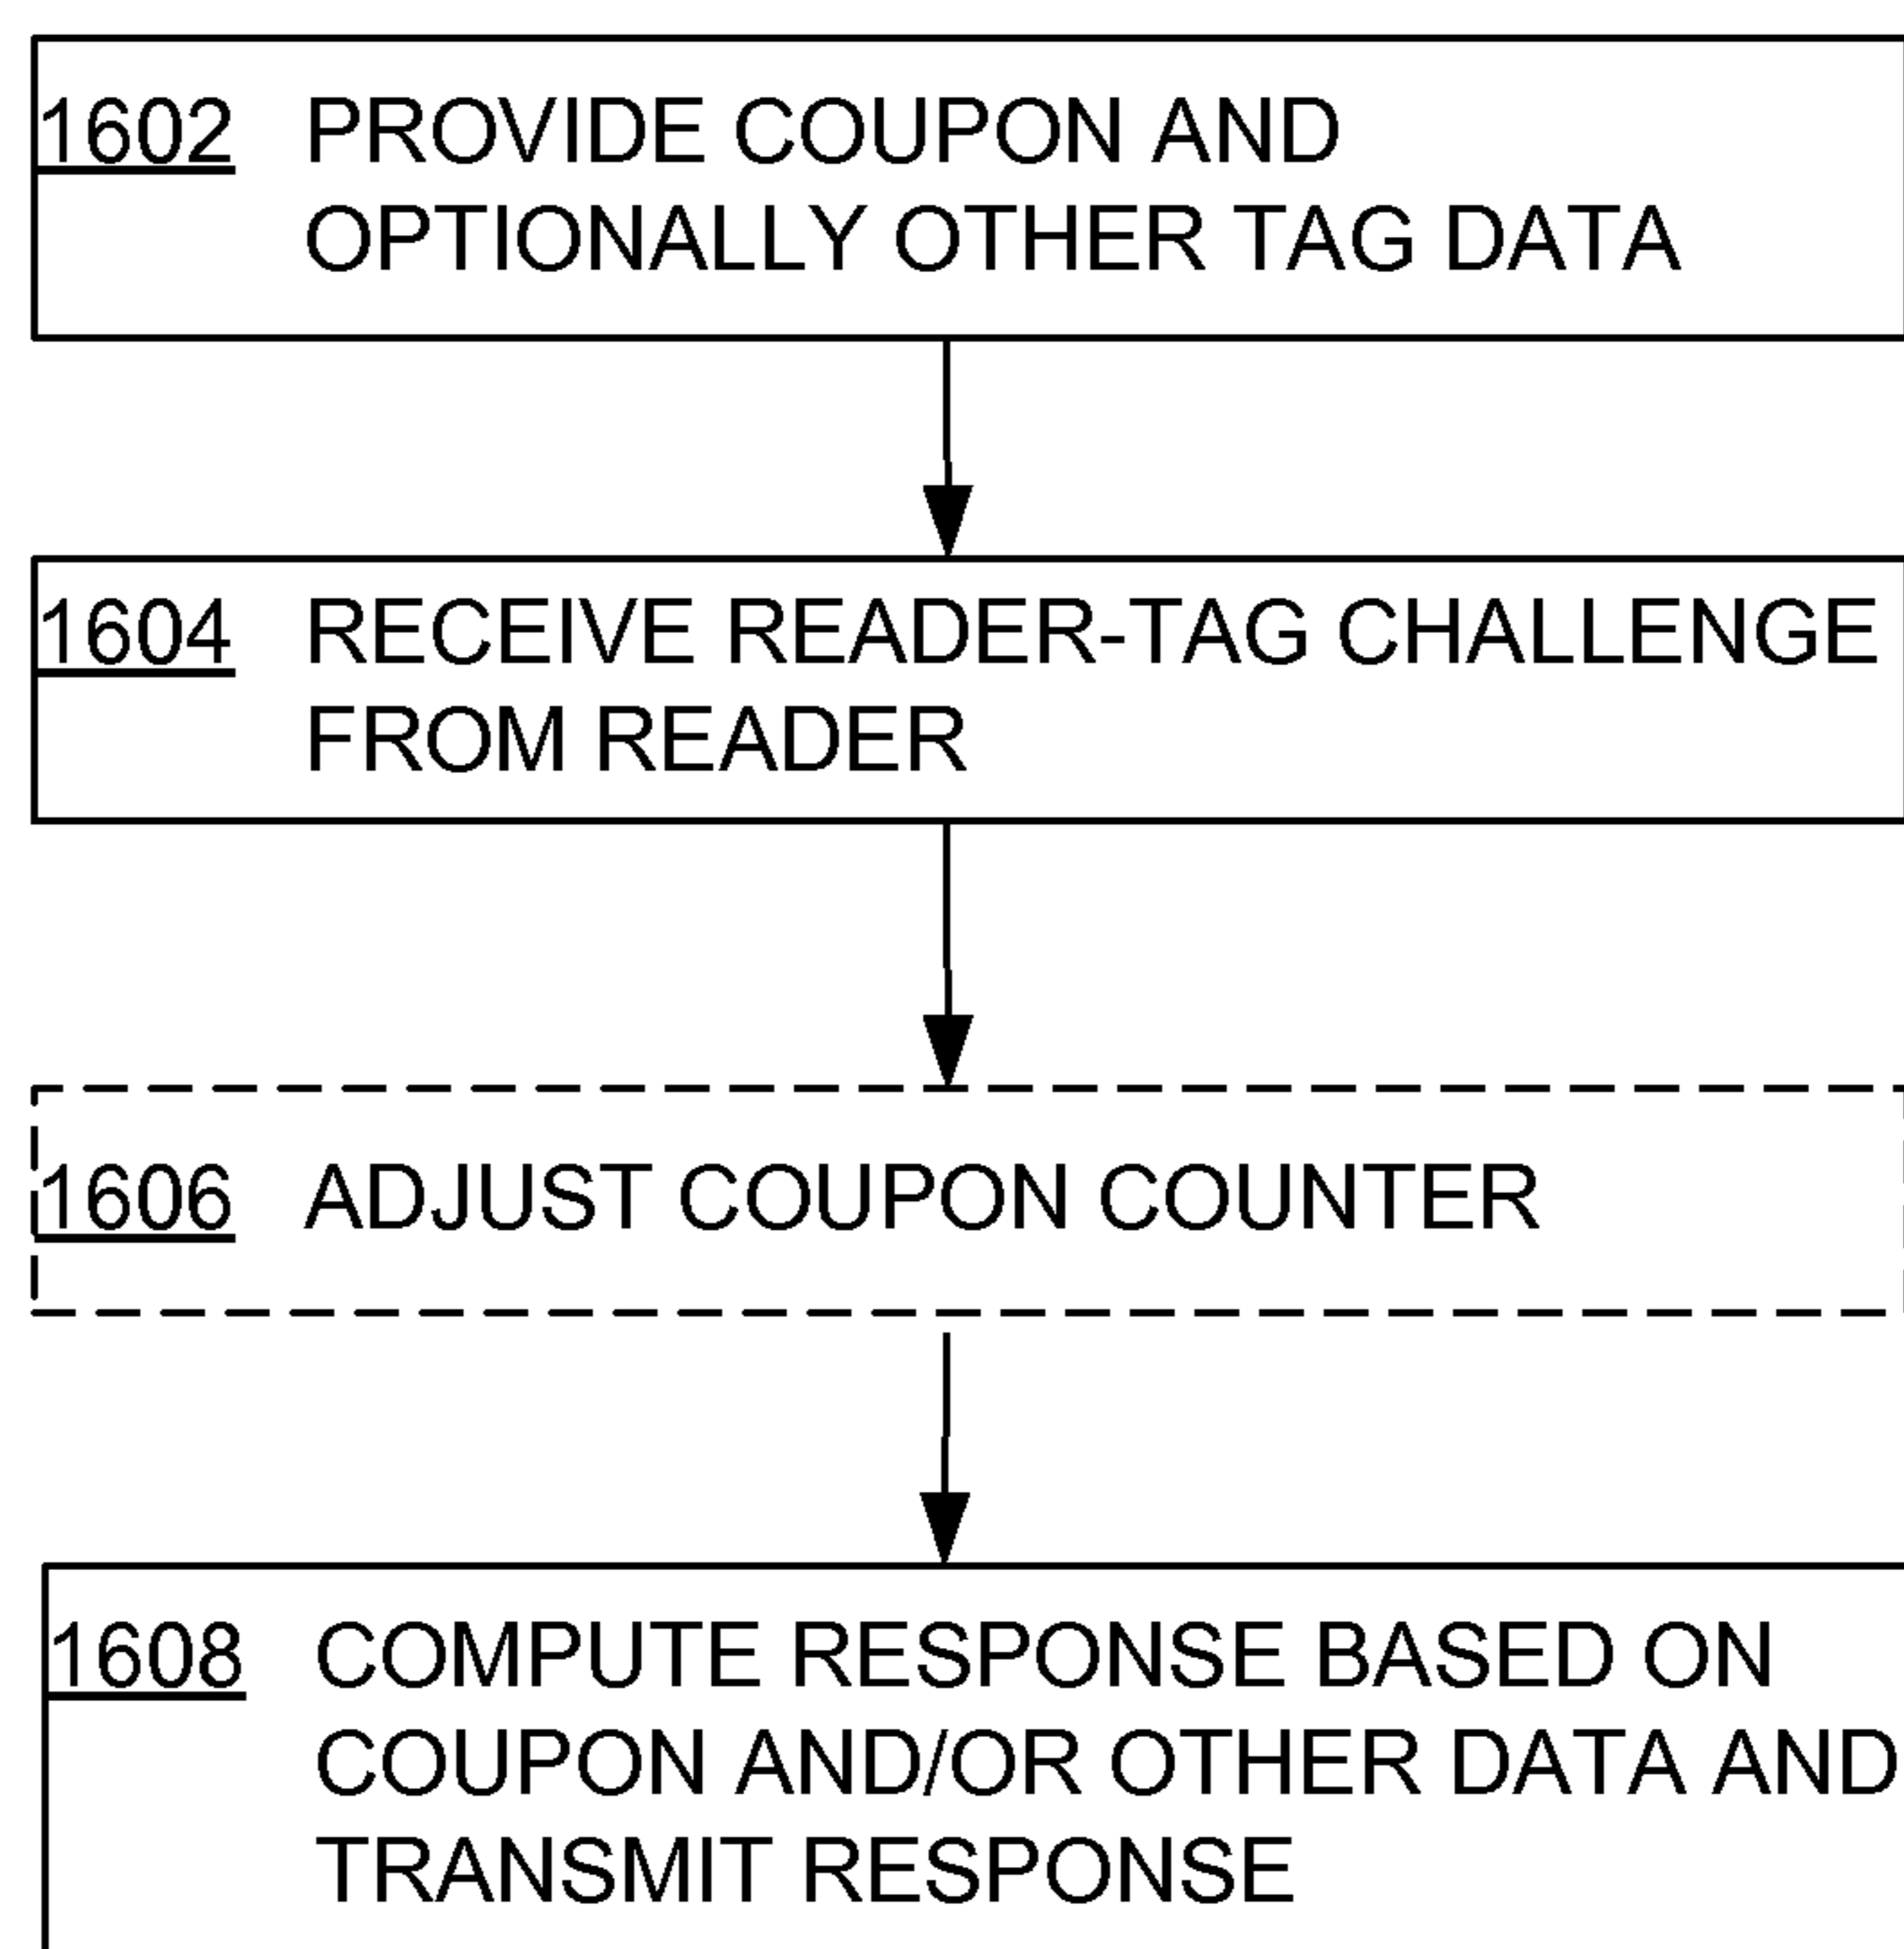 1602 PROVIDE COUPON AND
OPTIONALLY OTHER TAG DATA
1604 RECEIVE READER-TAG CHALLENGE
FROM READER
1606 ADJUST COUPON COUNTER
1608 COMPUTE RESPONSE BASED ON
COUPON AND/OR OTHER DATA AND
TRANSMIT RESPONSE